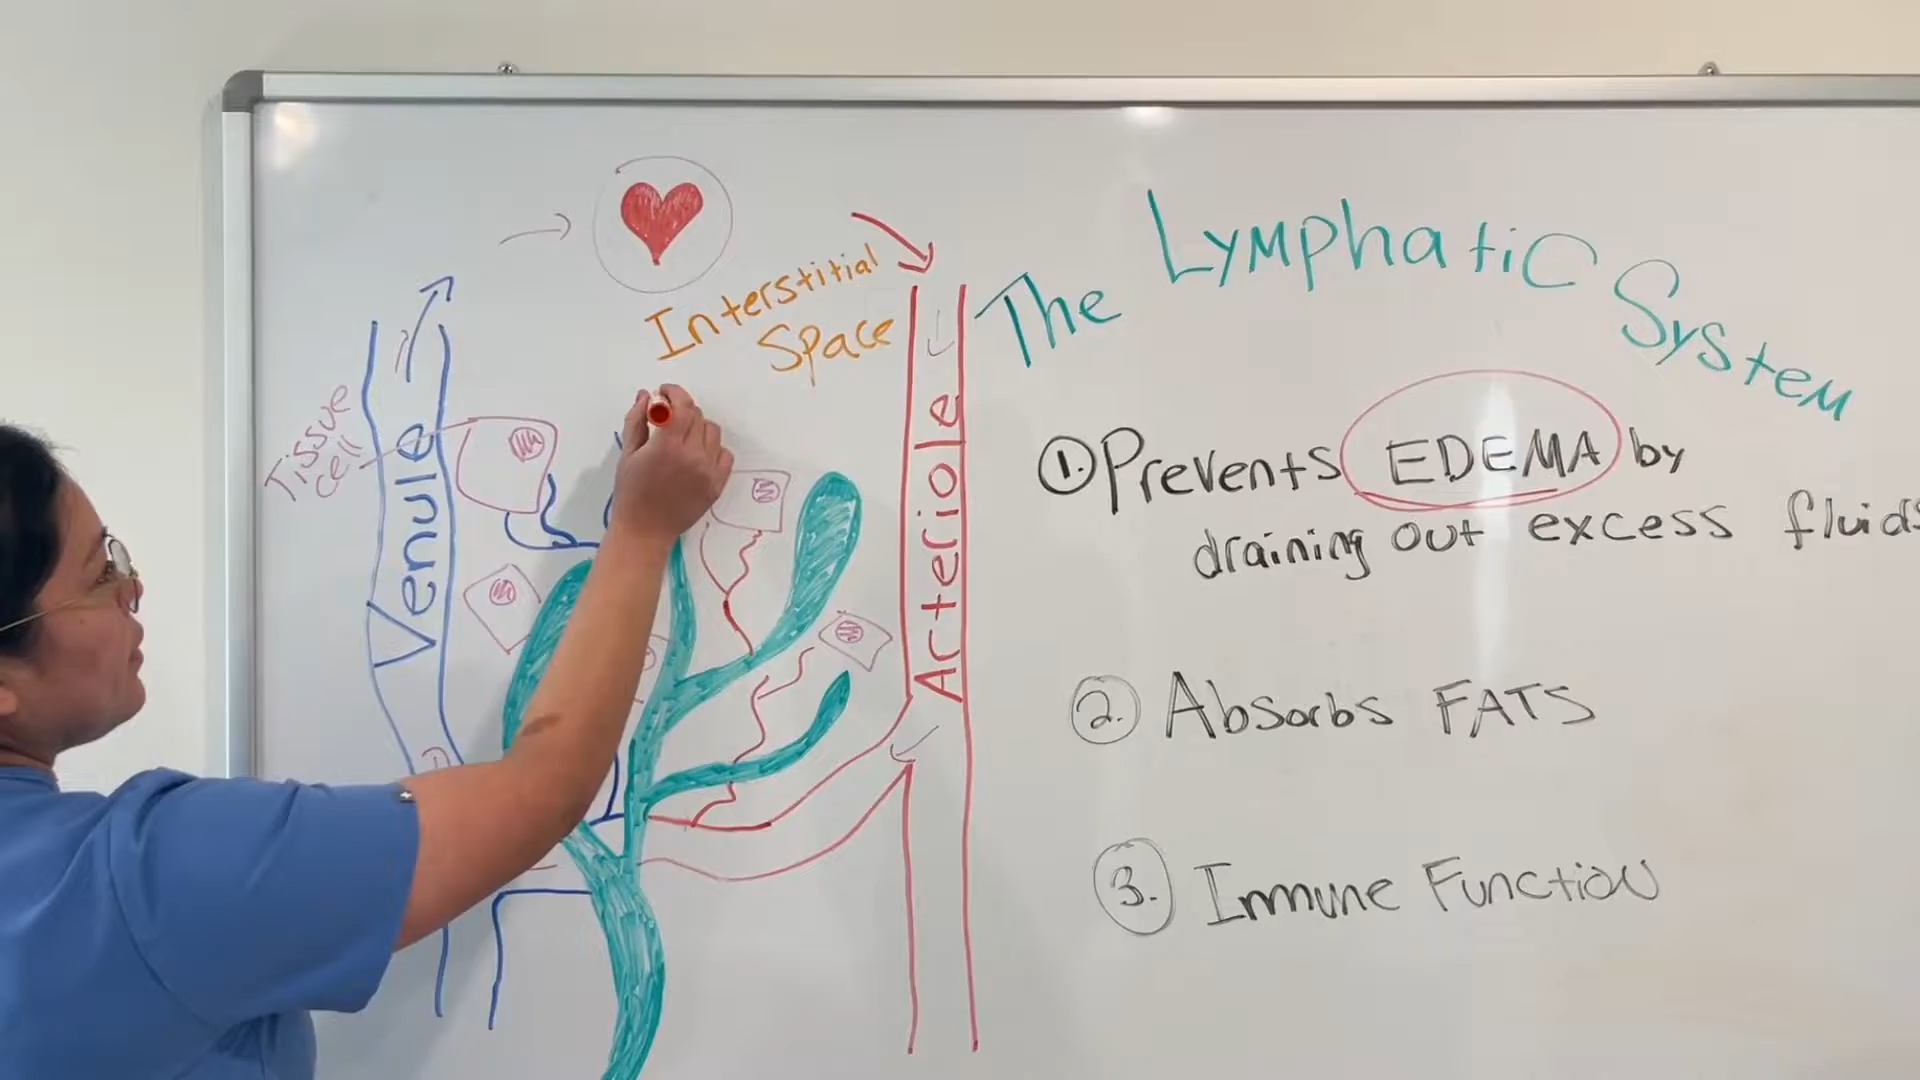 The Lymphatic System
Interstitial
Space
Tissue
cell
Venule
Arteriole
1. Prevents EDEMA by
draining out excess fluids
2. Absorbs FATS
3. Immune Function